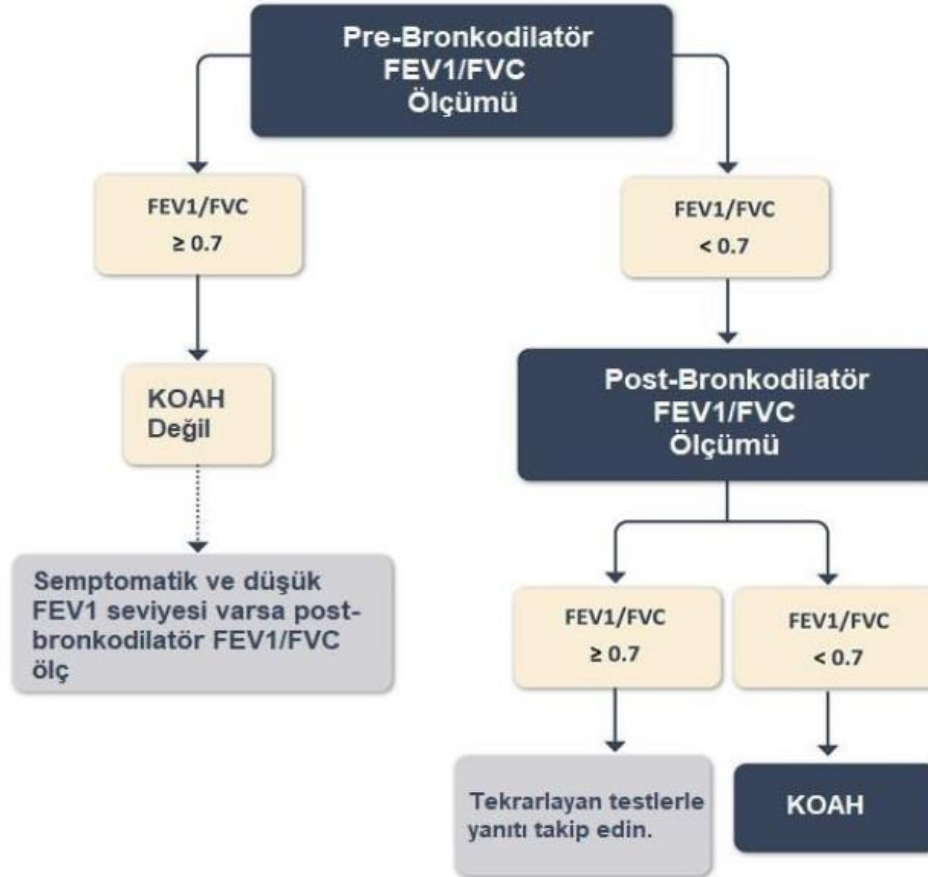 Pre-Bronkodilatör
FEV1/FVC
Ölçümü
FEV1/FVC
≥ 0.7
FEV1/FVC
< 0.7
KOAH
Değil
Post-Bronkodilatör
FEV1/FVC
Ölçümü
Semptomatik ve düşük
FEV1 seviyesi varsa post-
bronkodilatör FEV1/FVC
ölç
FEV1/FVC
≥ 0.7
FEV1/FVC
< 0.7
Tekrarlayan testlerle
yanıtı takip edin.
KOAH